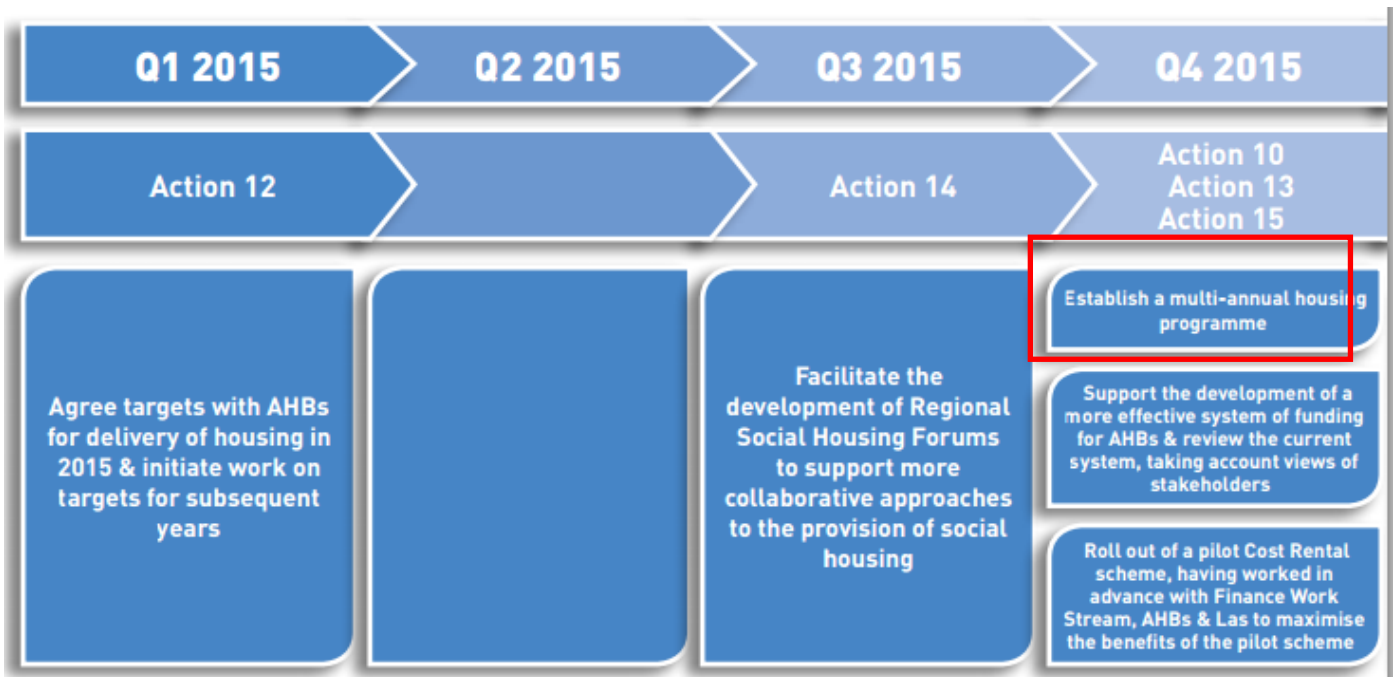 Q1 2015
Q2 2015
Q3 2015
Q4 2015
Action 12
Action 14
Action 10
Action 13
Action 15
Agree targets with AHBs
for delivery of housing in
2015 & initiate work on
targets for subsequent
years
Facilitate the
development of Regional
Social Housing Forums
to support more
collaborative approaches
to the provision of social
housing
Establish a multi-annual housing
programme
Support the development of a
more effective system of funding
for AHBs & review the current
system, taking account views of
stakeholders
Roll out of a pilot Cost Rental
scheme, having worked in
advance with Finance Work
Stream, AHBs & Las to maximise
the benefits of the pilot scheme